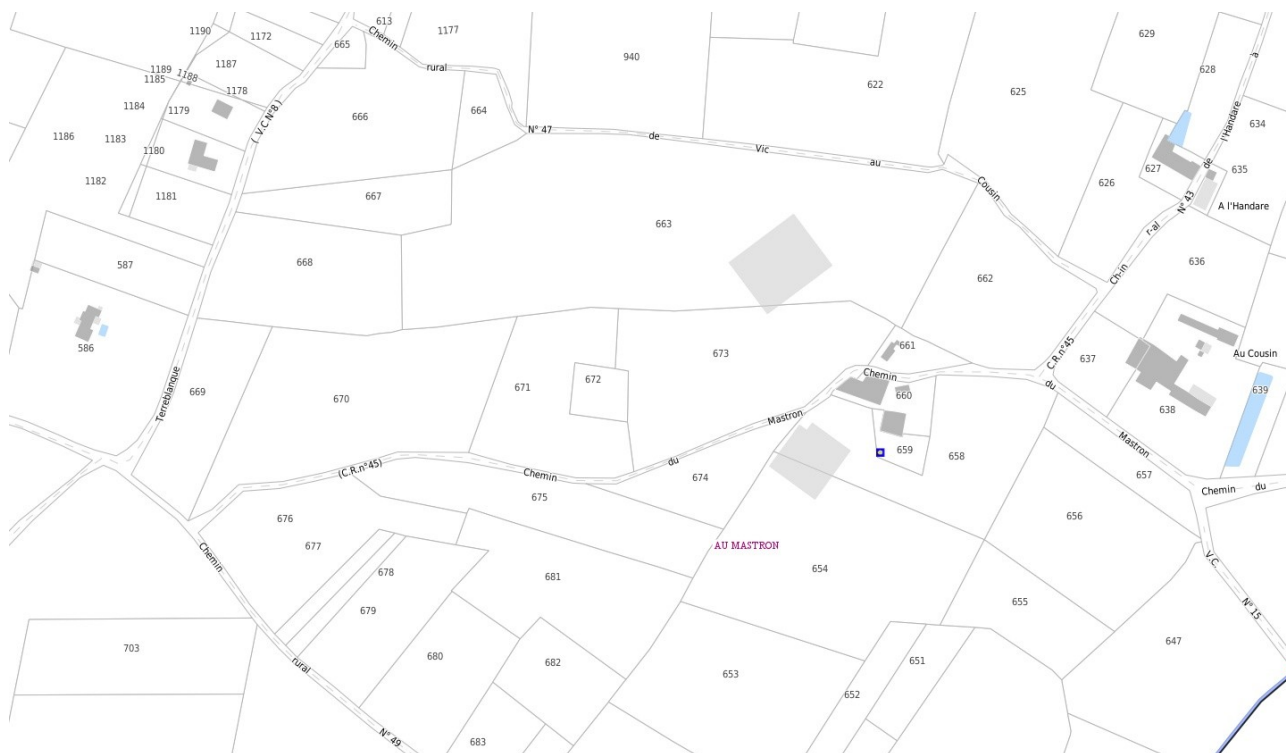 613
1190
1172
1177
629
Chemin
665
940
a
1187
rural
1189
1188
628
1185
622
1178
625
l'Handare
1184
1179
666
664
634
( V.C N°8 )
N° 47
de
1186
1183
Vic
1180
au
de
627
635
1182
626
Cousin
1181
667
N° 43
A l'Handare
663
r-al
636
668
587
Ch-in
662
586
661
C.R.n°45
Au Cousin
673
637
Chemin
672
du
671
669
670
660
639
Terreblanque
638
Mastron
Mastron
659
658
du
(C.R.n°45)
Chemin
674
657
Chemin du
675
676
656
677
AU MASTRON
Chemin
V.C.
678
681
654
655
679
N° 15
703
680
682
651
647
rural
653
652
N° 49
683